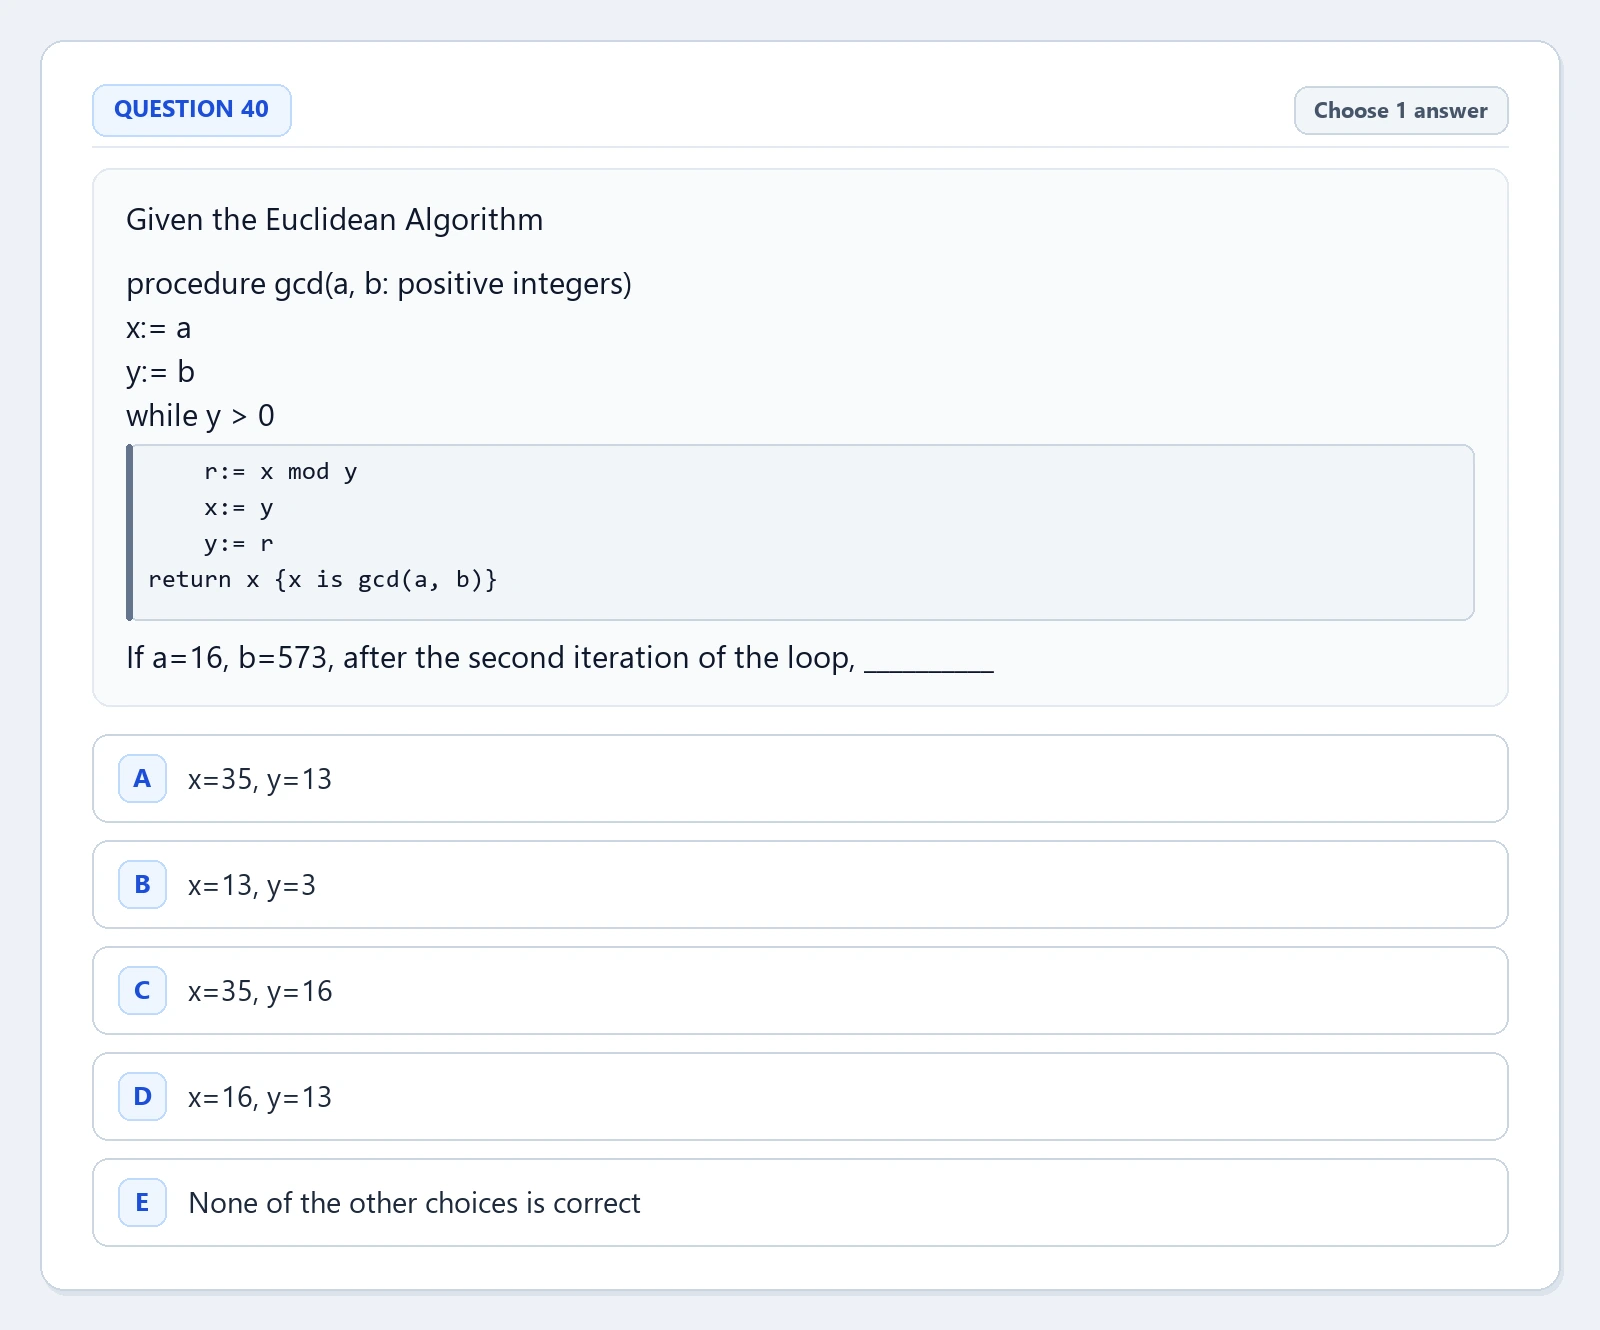 QUESTION 40
Choose 1 answer
Given the Euclidean Algorithm
procedure gcd(a, b: positive integers)
x:= a
y:= b
while y > 0
r:= x mod y
x:= y
y:= r
return x {x is gcd(a, b)}
If a=16, b=573, after the second iteration of the loop, __________
A x=35, y=13
B x=13, y=3
C x=35, y=16
D x=16, y=13
E None of the other choices is correct